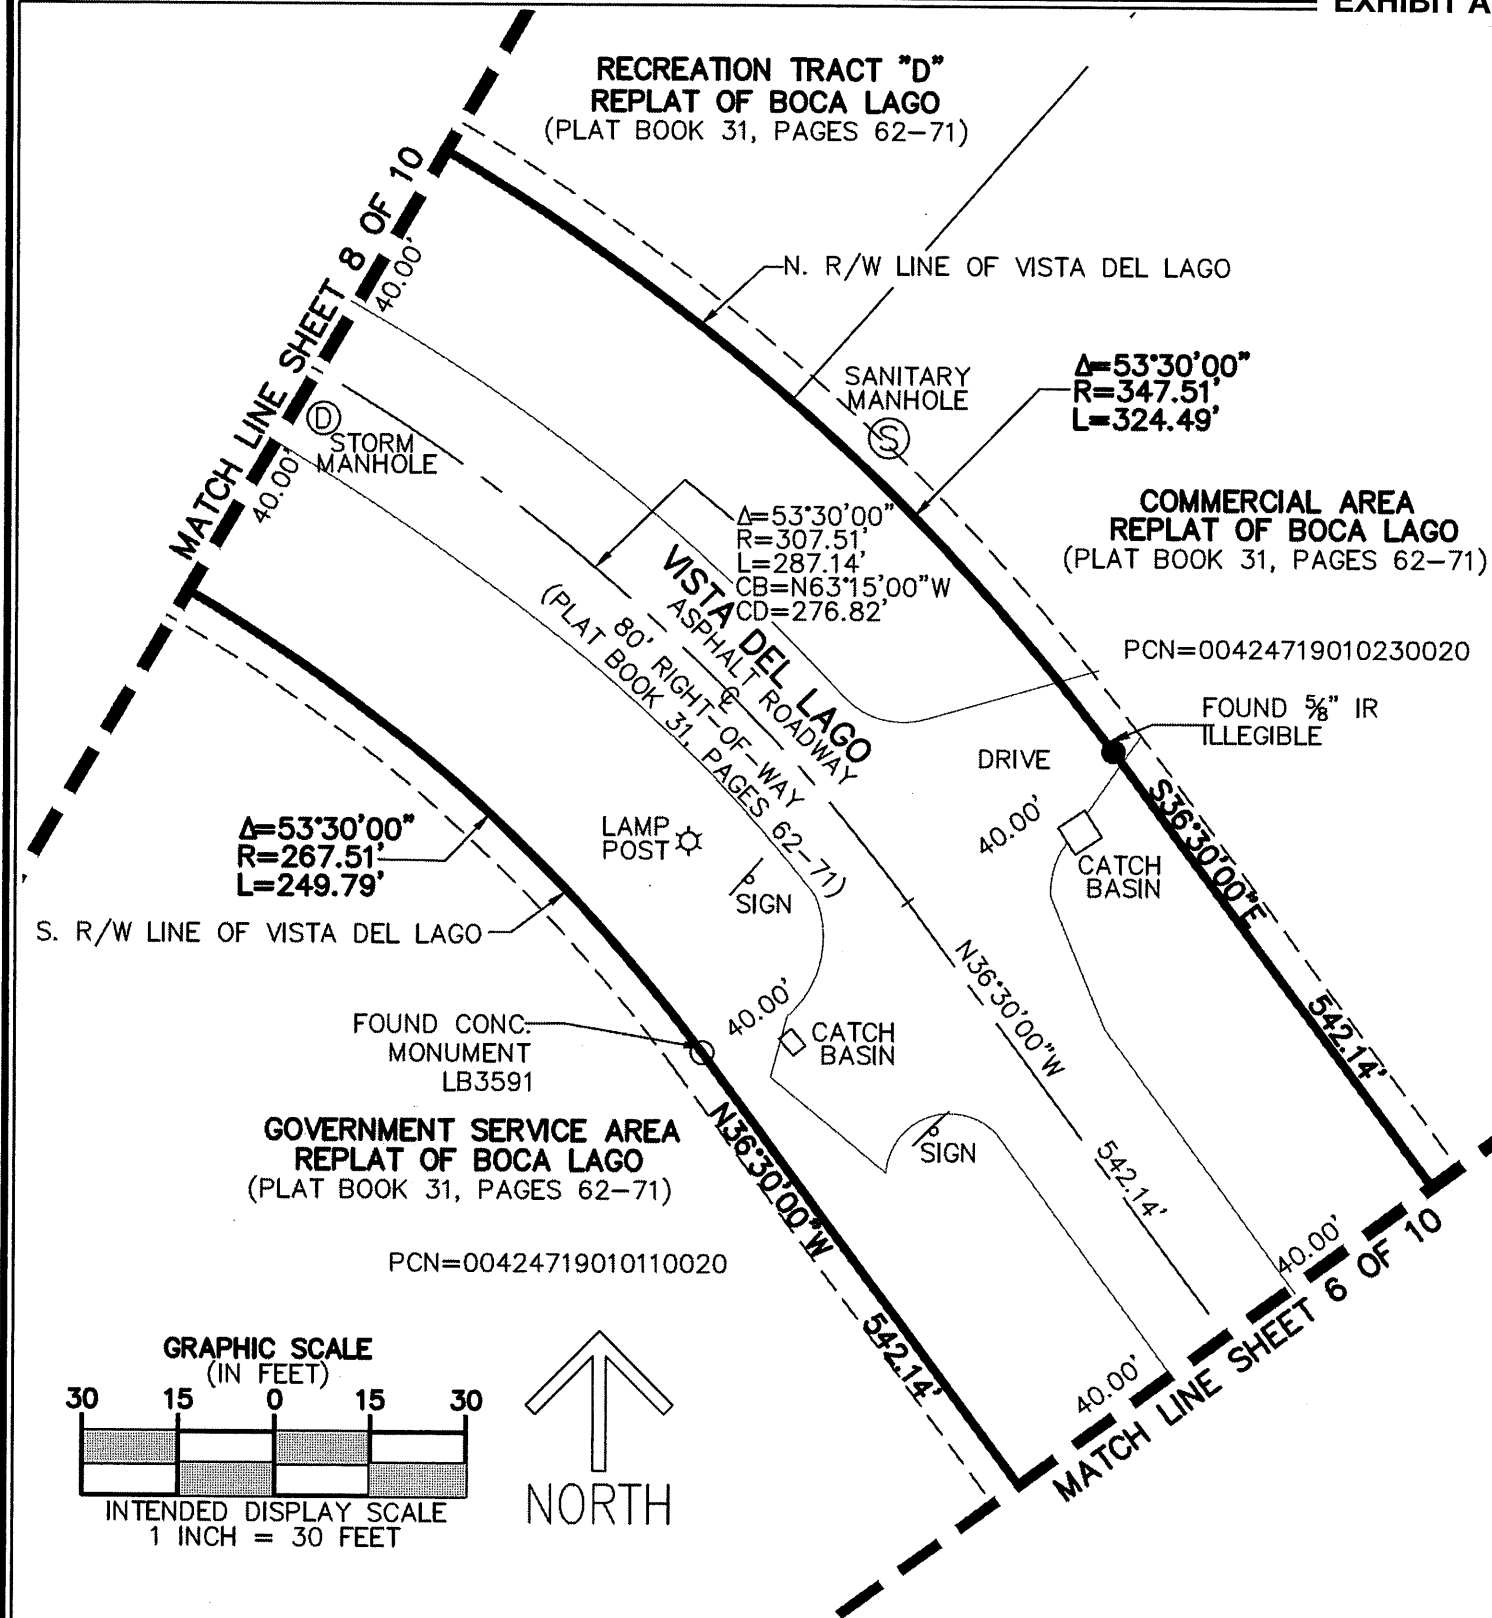 EXHIBIT A
RECREATION TRACT "D"
REPLAT OF BOCA LAGO
(PLAT BOOK 31, PAGES 62-71)
MATCH LINE SHEET 8 OF 10
40.00'
40.00'
N. R/W LINE OF VISTA DEL LAGO
SANITARY
MANHOLE
S
Δ=53°30'00"
R=347.51'
L=324.49'
D
STORM
MANHOLE
Δ=53°30'00"
R=307.51'
L=287.14'
CB=N63°15'00"W
CD=276.82'
COMMERCIAL AREA
REPLAT OF BOCA LAGO
(PLAT BOOK 31, PAGES 62-71)
PCN=00424719010230020
VISTA DEL LAGO
ASPHALT ROADWAY
℄
80' RIGHT-OF-WAY
(PLAT BOOK 31, PAGES 62-71)
FOUND ⅝" IR
ILLEGIBLE
DRIVE
40.00'
CATCH
BASIN
S36°30'00"E
542.14'
Δ=53°30'00"
R=267.51'
L=249.79'
S. R/W LINE OF VISTA DEL LAGO
LAMP
POST
SIGN
N36°30'00"W
542.14'
FOUND CONC.
MONUMENT
LB3591
40.00'
CATCH
BASIN
SIGN
GOVERNMENT SERVICE AREA
REPLAT OF BOCA LAGO
(PLAT BOOK 31, PAGES 62-71)
N36°30'00"W
542.14'
PCN=00424719010110020
40.00'
40.00'
MATCH LINE SHEET 6 OF 10
GRAPHIC SCALE
(IN FEET)
30 15 0 15 30
INTENDED DISPLAY SCALE
1 INCH = 30 FEET
NORTH